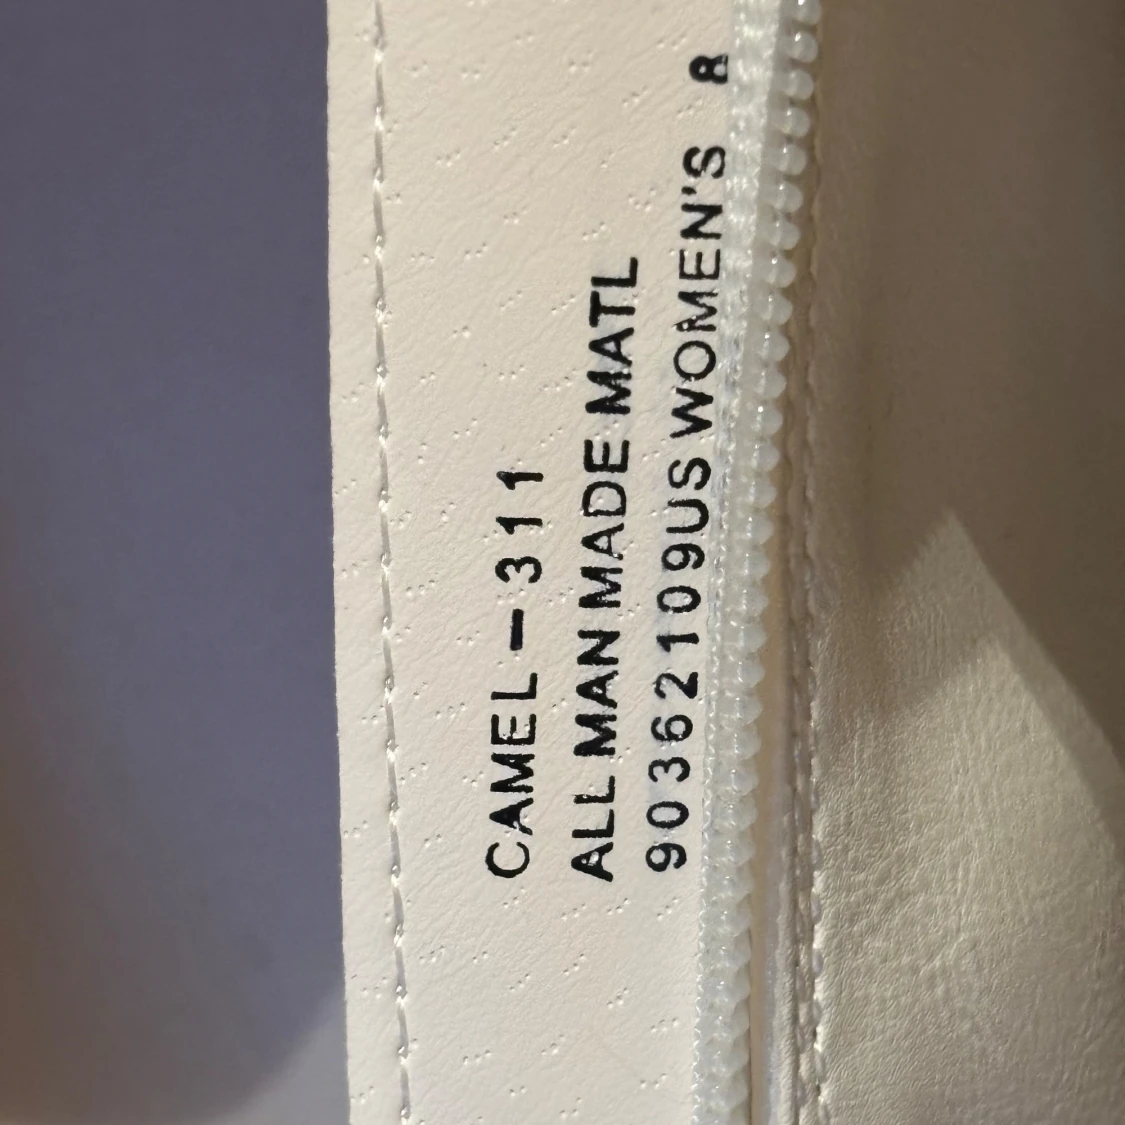 CAMEL-311
ALL MAN MADE MATL
9036 2109US WOMEN'S 8